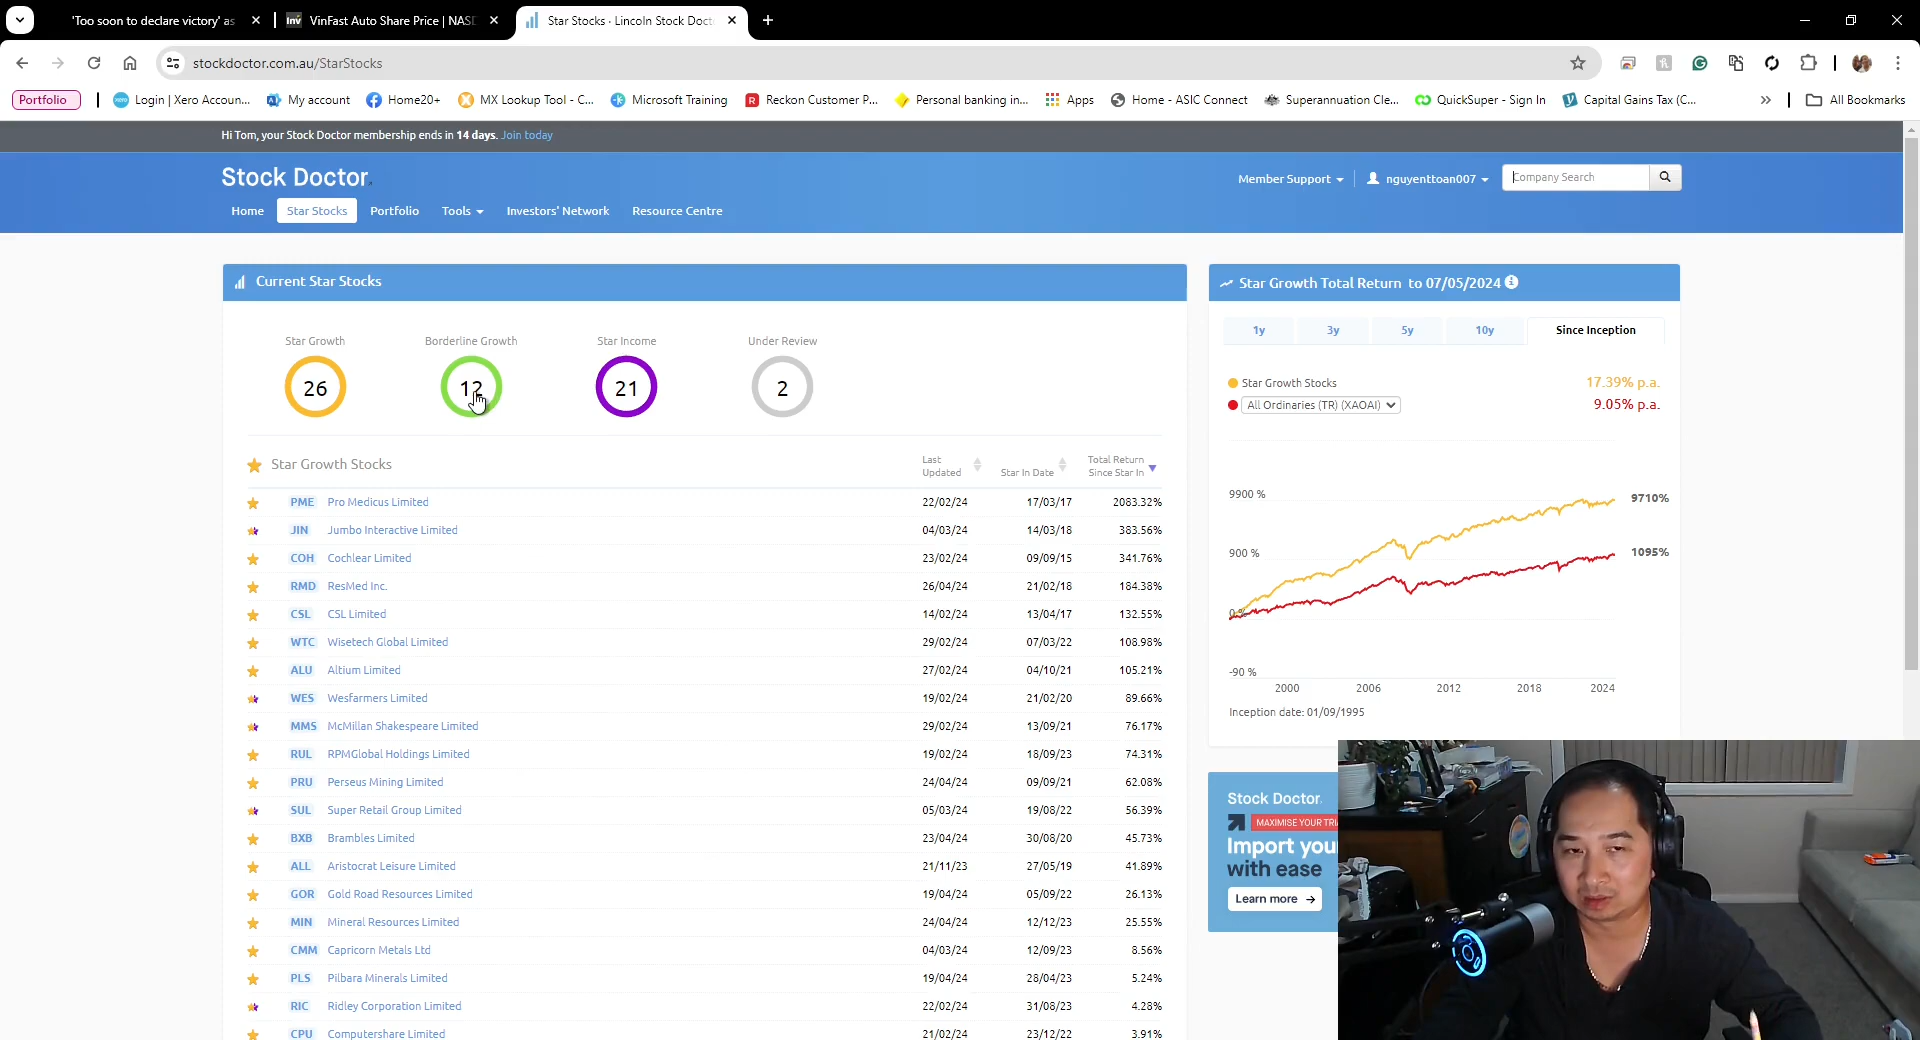 'Too soon to declare victory' as
VinFast Auto Share Price | NASD
Star Stocks · Lincoln Stock Docto
stockdoctor.com.au/StarStocks
Portfolio
Login | Xero Accoun...
My account
Home20+
MX Lookup Tool - C...
Microsoft Training
Reckon Customer P...
Personal banking in...
Apps
Home - ASIC Connect
Superannuation Cle...
QuickSuper - Sign In
Capital Gains Tax (C...
All Bookmarks
Hi Tom, your Stock Doctor membership ends in 14 days. Join today
Stock Doctor
Member Support
nguyenttoan007
Company Search
Home Star Stocks Portfolio Tools Investors' Network Resource Centre
Current Star Stocks
Star Growth Borderline Growth Star Income Under Review
26 12 21 2
Star Growth Stocks
Last Updated
Star In Date
Total Return Since Star In
PME Pro Medicus Limited 22/02/24 17/03/17 2083.32%
JIN Jumbo Interactive Limited 04/03/24 14/03/18 383.56%
COH Cochlear Limited 23/02/24 09/09/15 341.76%
RMD ResMed Inc. 26/04/24 21/02/18 184.38%
CSL CSL Limited 14/02/24 13/04/17 132.55%
WTC Wisetech Global Limited 29/02/24 07/03/22 108.98%
ALU Altium Limited 27/02/24 04/10/21 105.21%
WES Wesfarmers Limited 19/02/24 21/02/20 89.66%
MMS McMillan Shakespeare Limited 29/02/24 13/09/21 76.17%
RUL RPMGlobal Holdings Limited 19/02/24 18/09/23 74.31%
PRU Perseus Mining Limited 24/04/24 09/09/21 62.08%
SUL Super Retail Group Limited 05/03/24 19/08/22 56.39%
BXB Brambles Limited 23/04/24 30/08/20 45.73%
ALL Aristocrat Leisure Limited 21/11/23 27/05/19 41.89%
GOR Gold Road Resources Limited 19/04/24 05/09/22 26.13%
MIN Mineral Resources Limited 24/04/24 12/12/23 25.55%
CMM Capricorn Metals Ltd 04/03/24 12/09/23 8.56%
PLS Pilbara Minerals Limited 19/04/24 28/04/23 5.24%
RIC Ridley Corporation Limited 22/02/24 31/08/23 4.28%
CPU Computershare Limited 21/02/24 23/12/22 3.91%
Star Growth Total Return to 07/05/2024
1y 3y 5y 10y Since Inception
Star Growth Stocks 17.39% p.a.
All Ordinaries (TR) (XAOAI) 9.05% p.a.
9900 % 9710%
900 % 1095%
0 %
-90 %
2000 2006 2012 2018 2024
Inception date: 01/09/1995
Stock Doctor
MAXIMISE YOUR TRIA
Import you
with ease
Learn more →